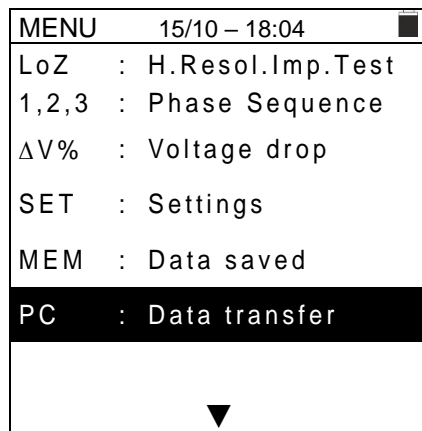 MENU 15/10 – 18:04
LoZ : H.Resol.Imp.Test
1,2,3 : Phase Sequence
ΔV% : Voltage drop
SET : Settings
MEM : Data saved
PC : Data transfer